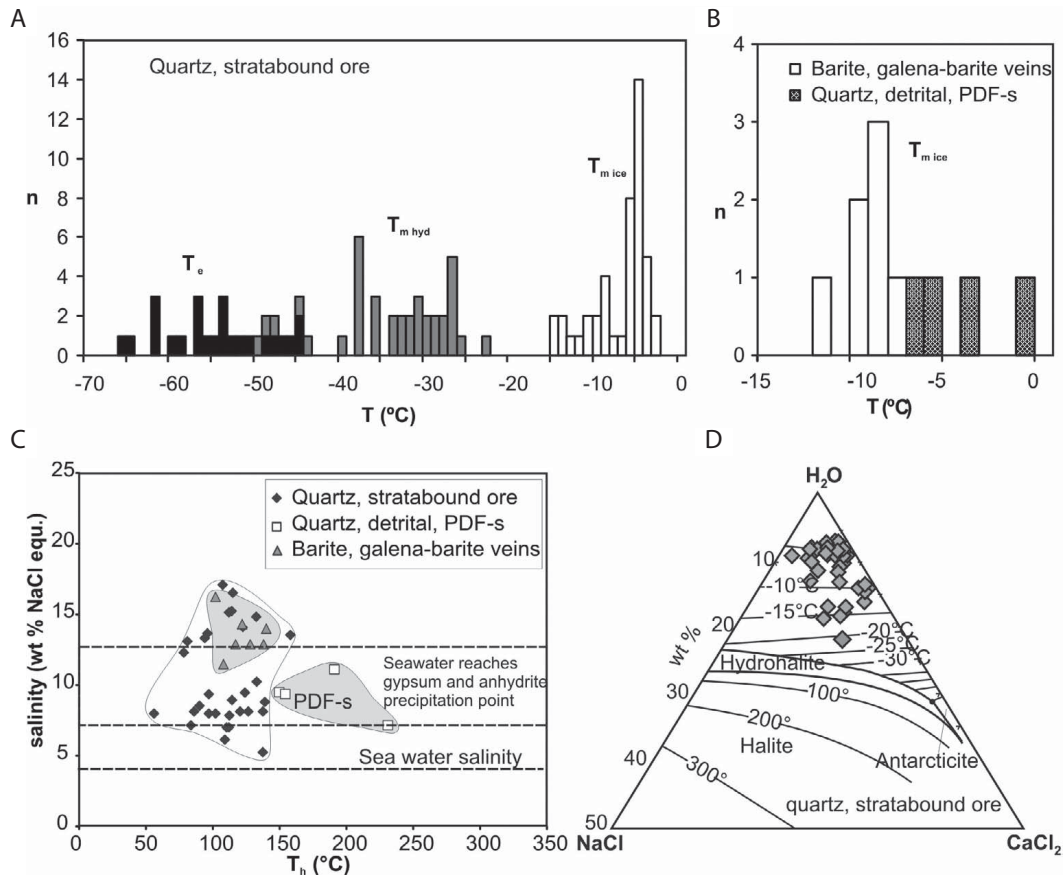 A
16
14
12
10
8
6
4
2
0
n
Quartz, stratabound ore
T e
T m hyd
T m ice
-70
-60
-50
-40
-30
-20
-10
0
T (ºC)
B
4
3
2
1
0
n
Barite, galena-barite veins
Quartz, detrital, PDF-s
T m ice
-15
-10
-5
0
T (ºC)
C
25
20
15
10
5
0
salinity (wt % NaCl equ.)
Quartz, stratabound ore
Quartz, detrital, PDF-s
Barite, galena-barite veins
Seawater reaches
gypsum and anhydrite
precipitation point
PDF-s
Sea water salinity
0
50
100
150
200
250
300
350
T h (°C)
D
H2O
10
-10°C
-15°C
20
-20°C
-25°C
-30°C
wt %
Hydrohalite
30
100°
200°
Halite
Antarcticite
40
300°
quartz, stratabound ore
50
NaCl
CaCl2